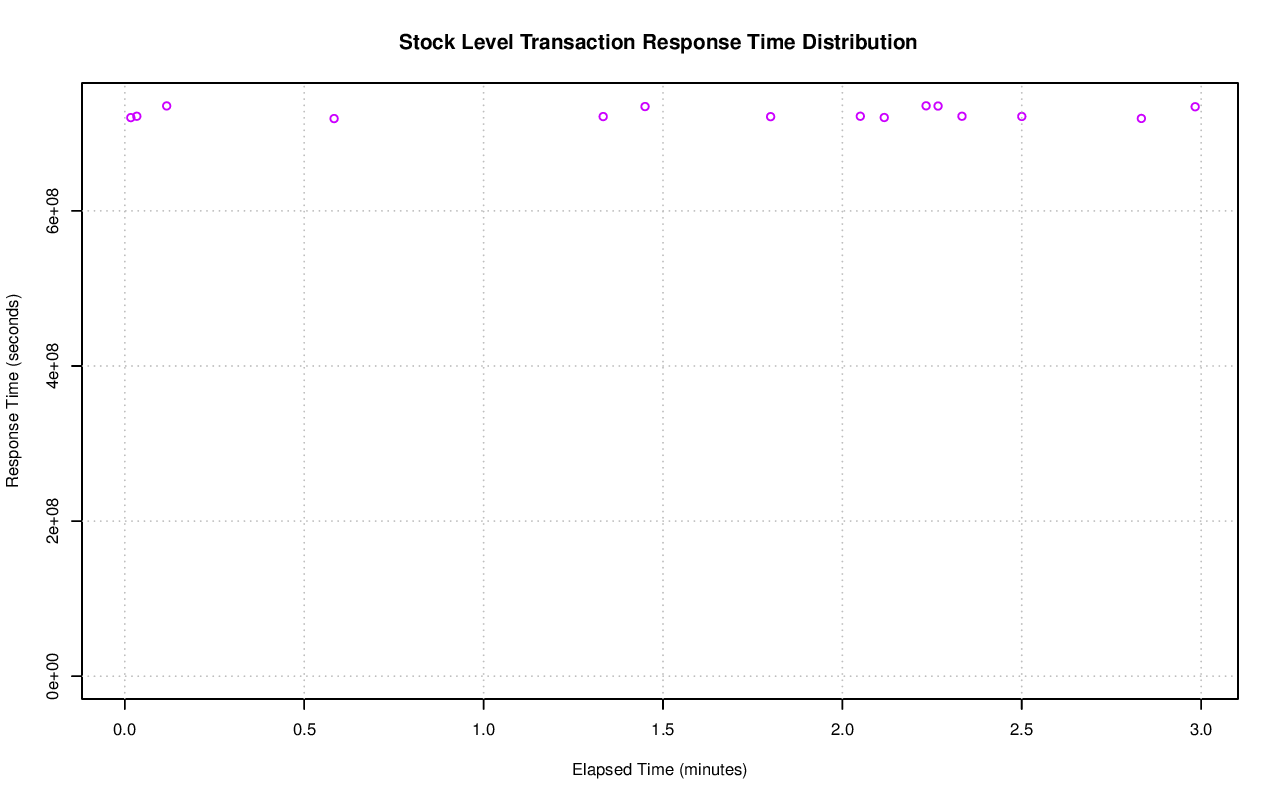 Stock Level Transaction Response Time Distribution
Response Time (seconds)
6e+08
4e+08
2e+08
0e+00
0.0 0.5 1.0 1.5 2.0 2.5 3.0
Elapsed Time (minutes)